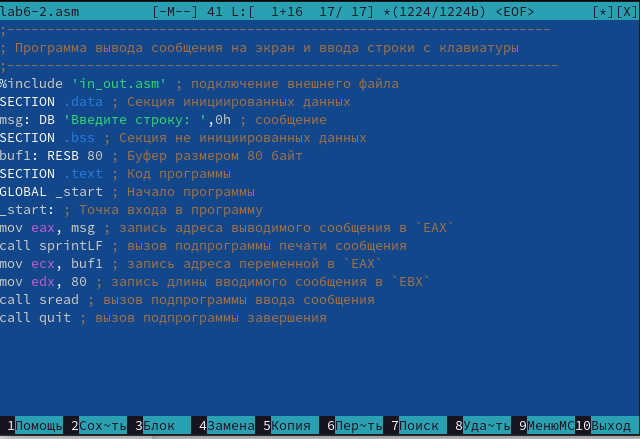 lab6-2.asm [-M--] 41 L:[ 1+16 17/ 17] *(1224/1224b) <EOF> [*][X]
;--------------------------------------------------------------------
; Программа вывода сообщения на экран и ввода строки с клавиатуры
;---------------------------------------------------------------------
%include 'in_out.asm' ; подключение внешнего файла
SECTION .data ; Секция инициированных данных
msg: DB 'Введите строку: ',0h ; сообщение
SECTION .bss ; Секция не инициированных данных
buf1: RESB 80 ; Буфер размером 80 байт
SECTION .text ; Код программы
GLOBAL _start ; Начало программы
_start: ; Точка входа в программу
mov eax, msg ; запись адреса выводимого сообщения в `EAX`
call sprintLF ; вызов подпрограммы печати сообщения
mov ecx, buf1 ; запись адреса переменной в `EAX`
mov edx, 80 ; запись длины вводимого сообщения в `EBX`
call sread ; вызов подпрограммы ввода сообщения
call quit ; вызов подпрограммы завершения
1Помощь 2Сох~ть 3Блок 4Замена 5Копия 6Пер~ть 7Поиск 8Уда~ть 9МенюMC 10Выход